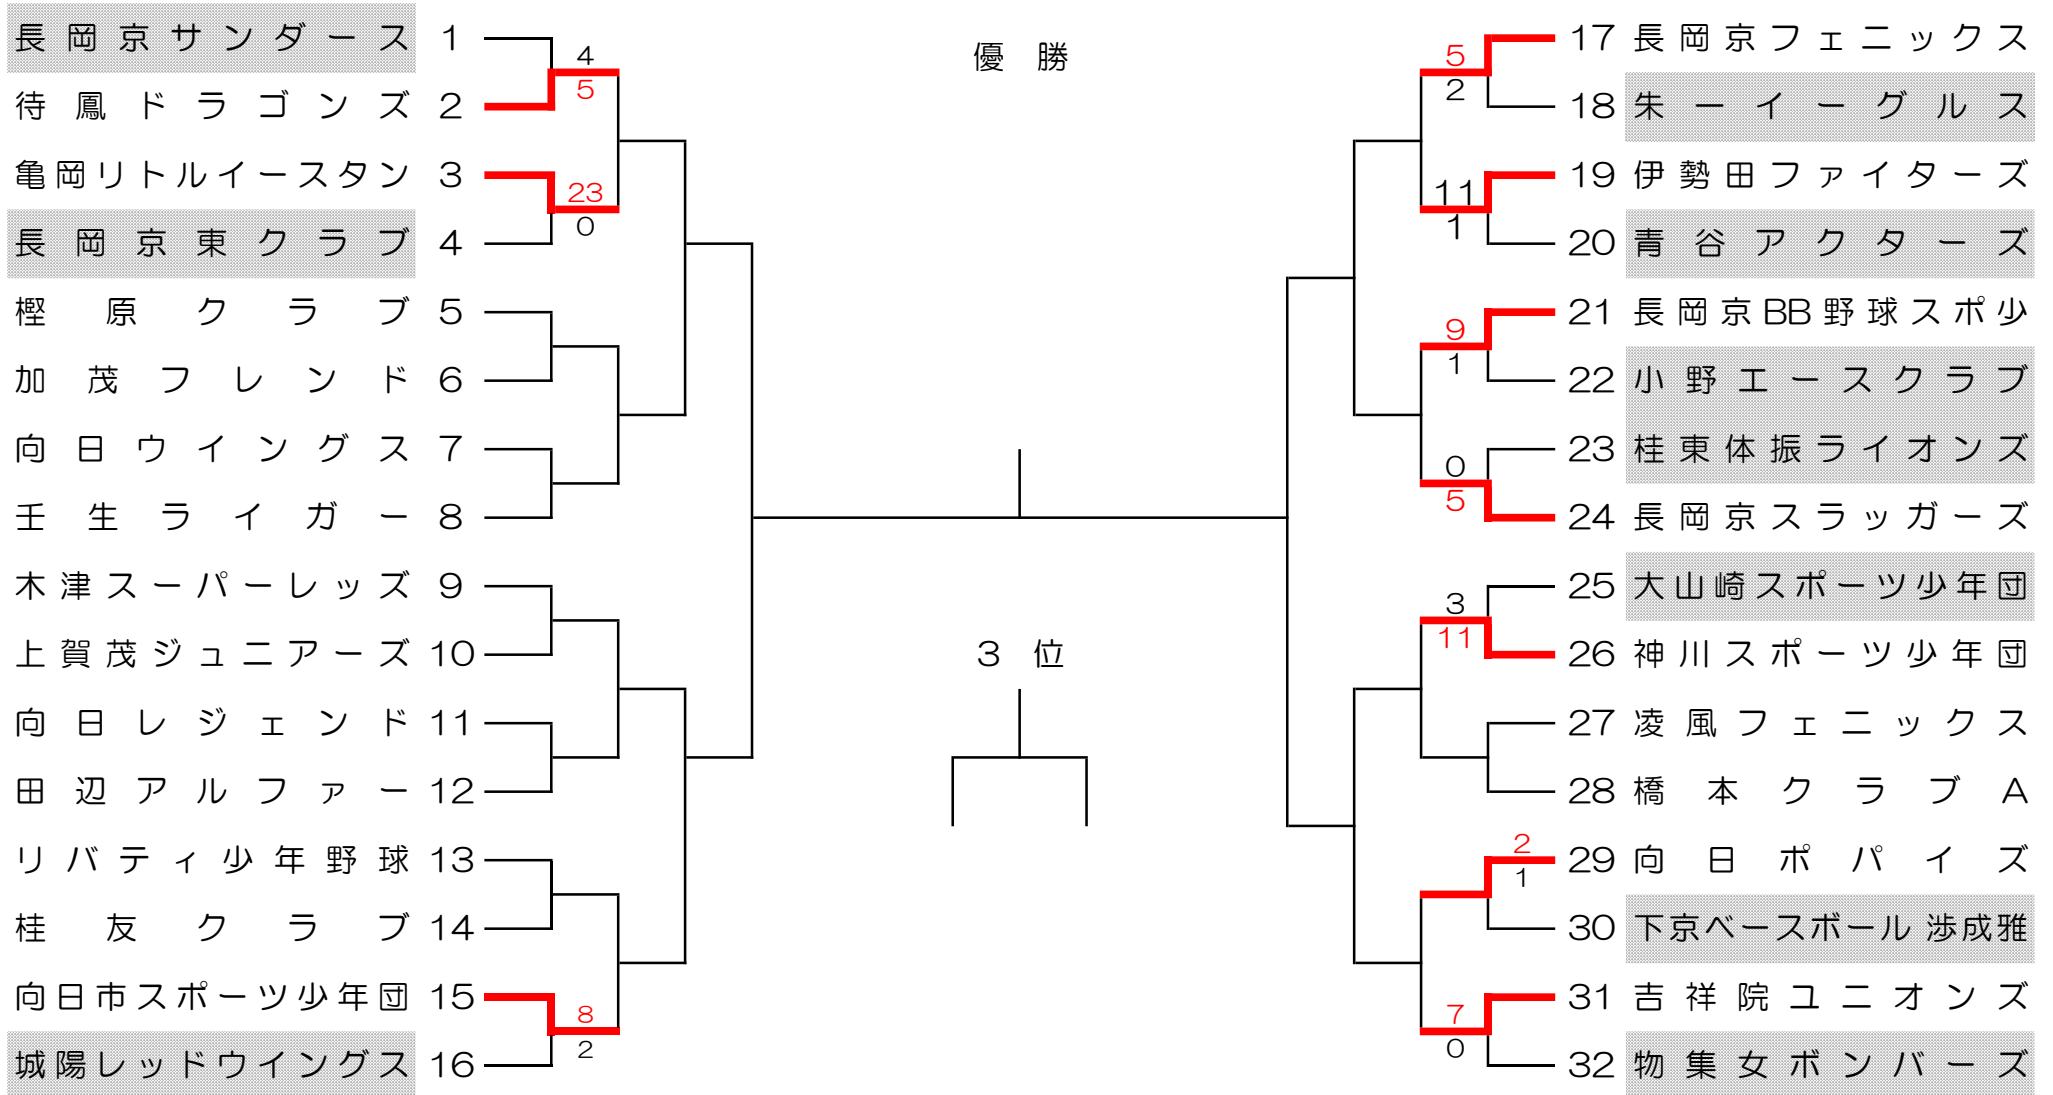 長岡京サンダース 1
4
5
待鳳ドラゴンズ 2
亀岡リトルイースタン 3
23
0
長岡京東クラブ 4
樫原クラブ 5
加茂フレンド 6
向日ウイングス 7
壬生ライガー 8
木津スーパーレッズ 9
上賀茂ジュニアーズ 10
向日レジェンド 11
田辺アルファー 12
リバティ少年野球 13
桂友クラブ 14
向日市スポーツ少年団 15
8
2
城陽レッドウイングス 16
優 勝
3 位
17 長岡京フェニックス
5
2
18 朱一イーグルス
19 伊勢田ファイターズ
11
1
20 青谷アクターズ
21 長岡京BB野球スポ少
9
1
22 小野エースクラブ
23 桂東体振ライオンズ
0
5
24 長岡京スラッガーズ
25 大山崎スポーツ少年団
3
11
26 神川スポーツ少年団
27 凌風フェニックス
28 橋本クラブA
29 向日ポパイズ
2
1
30 下京ベースボール 渉成雅
31 吉祥院ユニオンズ
7
0
32 物集女ボンバーズ